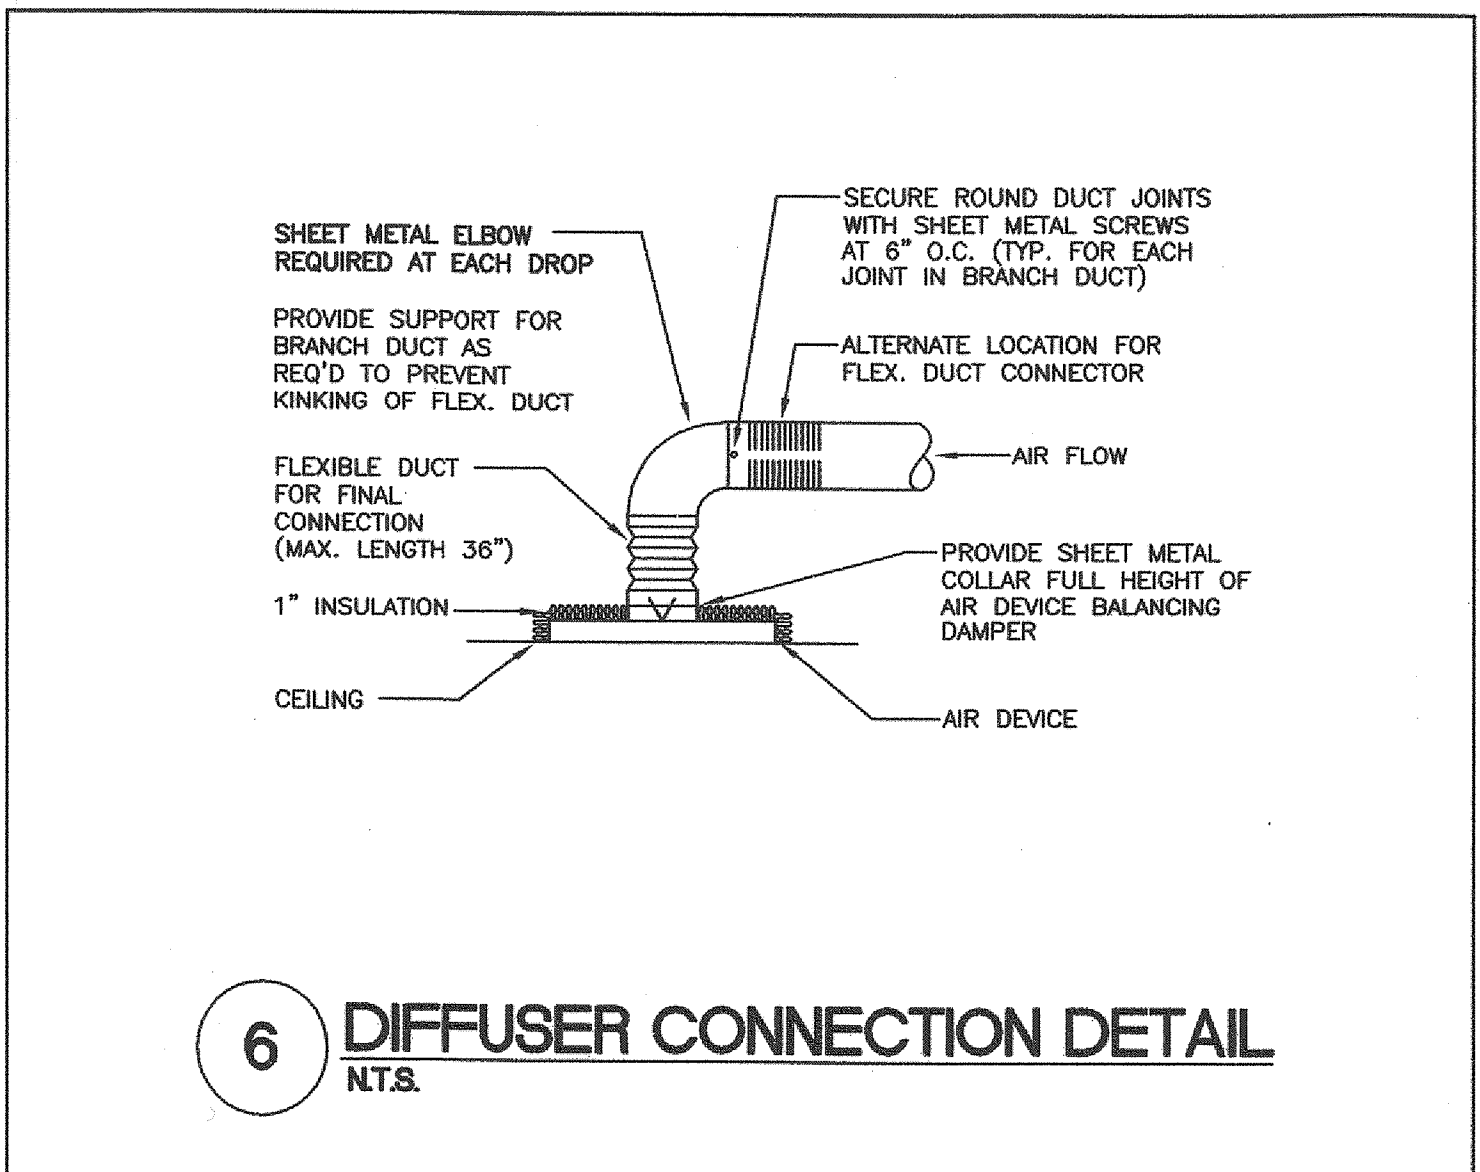 SHEET METAL ELBOW
REQUIRED AT EACH DROP
PROVIDE SUPPORT FOR
BRANCH DUCT AS
REQ'D TO PREVENT
KINKING OF FLEX. DUCT
FLEXIBLE DUCT
FOR FINAL
CONNECTION
(MAX. LENGTH 36")
1" INSULATION
CEILING
SECURE ROUND DUCT JOINTS
WITH SHEET METAL SCREWS
AT 6" O.C. (TYP. FOR EACH
JOINT IN BRANCH DUCT)
ALTERNATE LOCATION FOR
FLEX. DUCT CONNECTOR
AIR FLOW
PROVIDE SHEET METAL
COLLAR FULL HEIGHT OF
AIR DEVICE BALANCING
DAMPER
AIR DEVICE
6
DIFFUSER CONNECTION DETAIL
N.T.S.